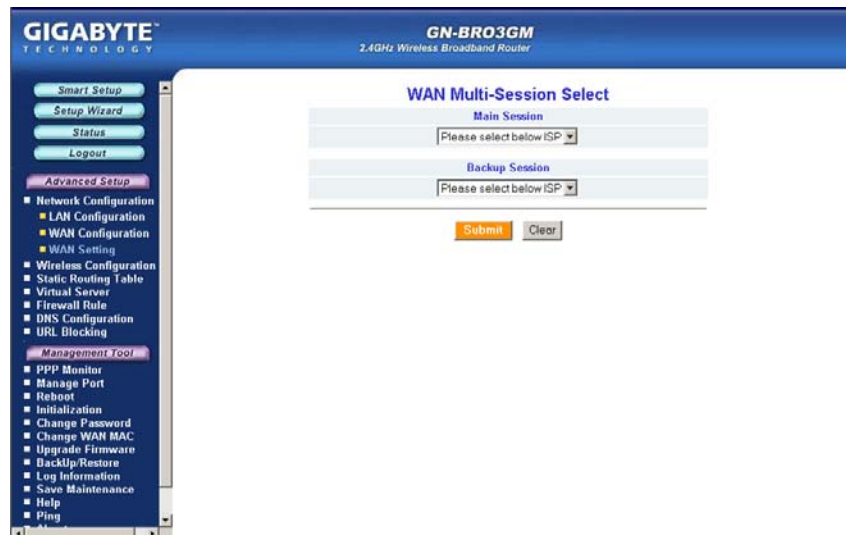 GIGABYTE™
TECHNOLOGY
GN-BRO3GM
2.4GHz Wireless Broadband Router
Smart Setup
Setup Wizard
Status
Logout
Advanced Setup
Network Configuration
LAN Configuration
WAN Configuration
WAN Setting
Wireless Configuration
Static Routing Table
Virtual Server
Firewall Rule
DNS Configuration
URL Blocking
Management Tool
PPP Monitor
Manage Port
Reboot
Initialization
Change Password
Change WAN MAC
Upgrade Firmware
BackUp/Restore
Log Information
Save Maintenance
Help
Ping
WAN Multi-Session Select
Main Session
Please select below ISP
Backup Session
Please select below ISP
Submit Clear